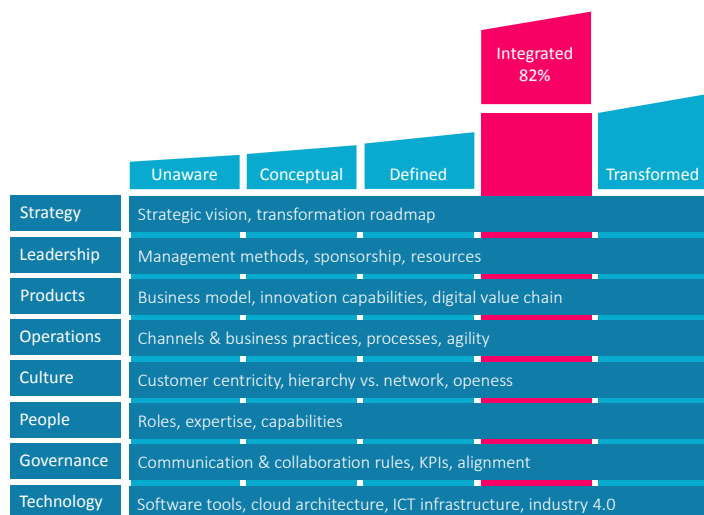 Integrated
82%
Unaware
Conceptual
Defined
Transformed
Strategy
Strategic vision, transformation roadmap
Leadership
Management methods, sponsorship, resources
Products
Business model, innovation capabilities, digital value chain
Operations
Channels & business practices, processes, agility
Culture
Customer centricity, hierarchy vs. network, openess
People
Roles, expertise, capabilities
Governance
Communication & collaboration rules, KPIs, alignment
Technology
Software tools, cloud architecture, ICT infrastructure, industry 4.0